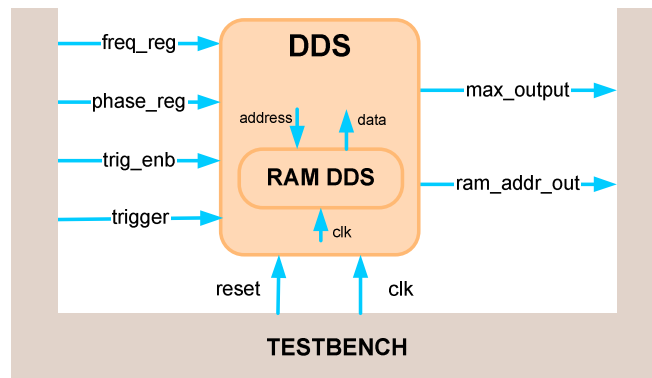 freq_reg
DDS
phase_reg
max_output
address
data
trig_enb
RAM DDS
ram_addr_out
trigger
clk
reset
clk
TESTBENCH